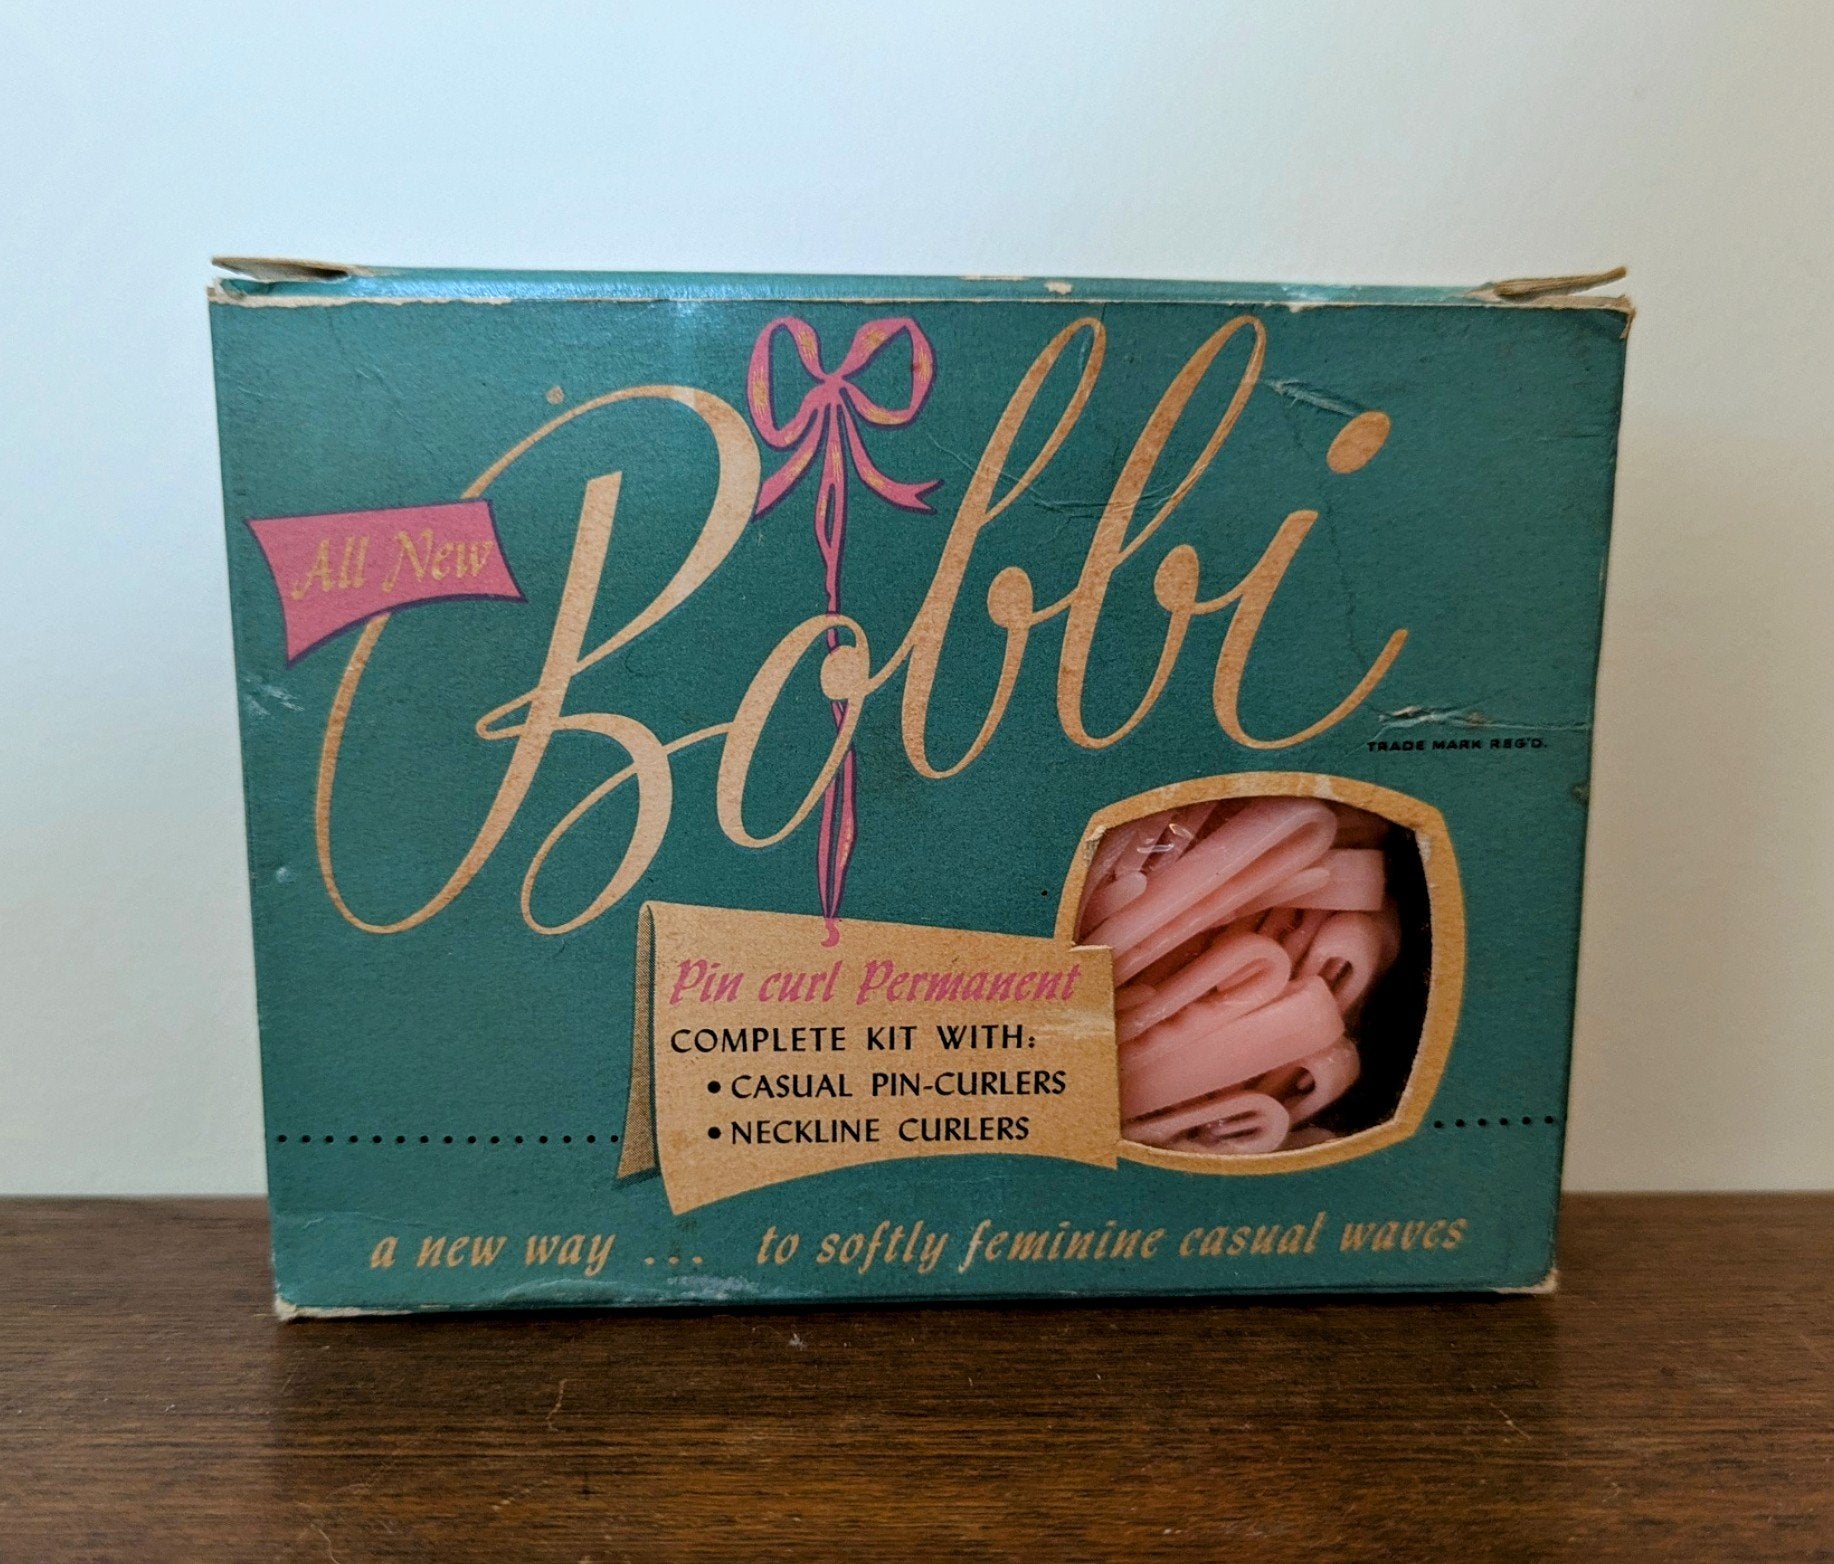 All New
Bobbi
TRADE MARK REG'D.
Pin curl Permanent
COMPLETE KIT WITH:
• CASUAL PIN-CURLERS
• NECKLINE CURLERS
a new way ... to softly feminine casual waves